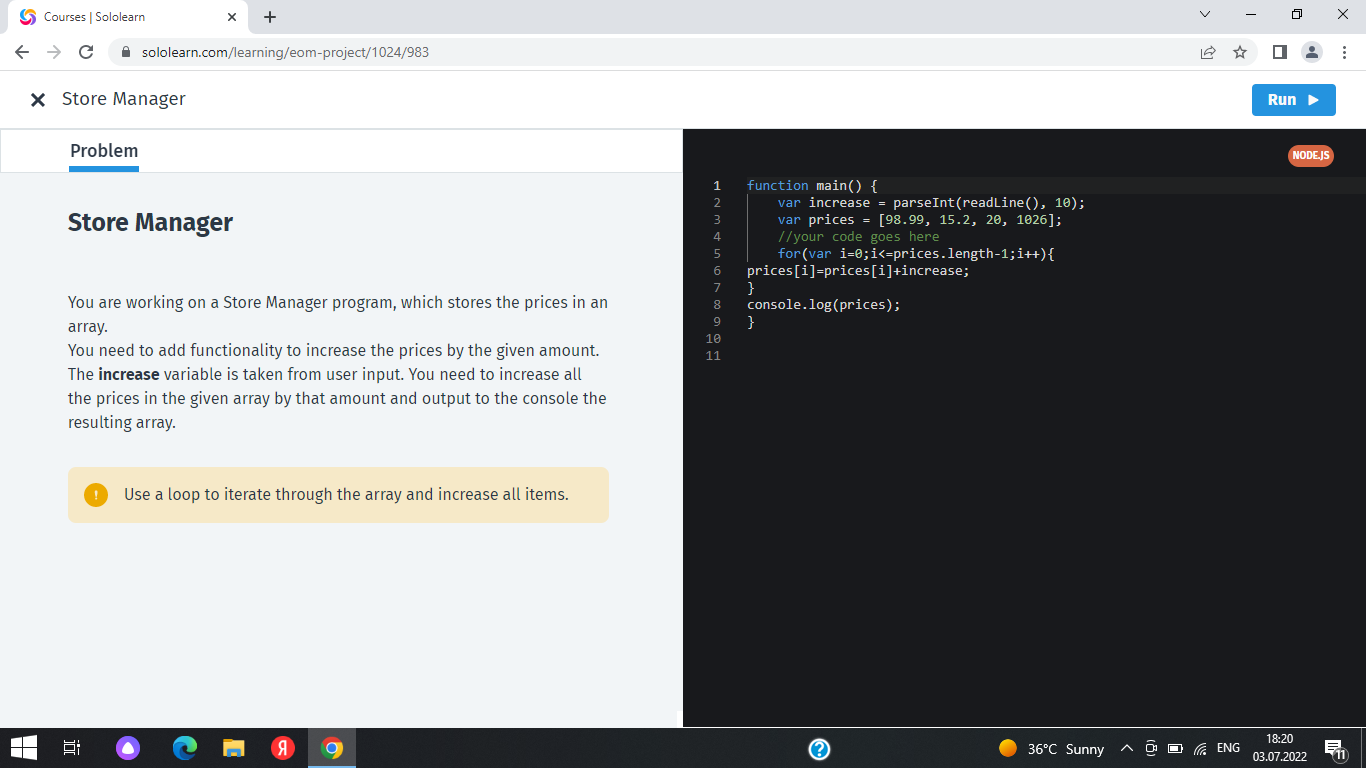 Courses | Sololearn
sololearn.com/learning/eom-project/1024/983
Store Manager
Run
Problem
Store Manager
You are working on a Store Manager program, which stores the prices in an
array.
You need to add functionality to increase the prices by the given amount.
The increase variable is taken from user input. You need to increase all
the prices in the given array by that amount and output to the console the
resulting array.
! Use a loop to iterate through the array and increase all items.
NODE.JS
1 function main() {
2 var increase = parseInt(readLine(), 10);
3 var prices = [98.99, 15.2, 20, 1026];
4 //your code goes here
5 for(var i=0;i<=prices.length-1;i++){
6 prices[i]=prices[i]+increase;
7 }
8 console.log(prices);
9 }
10
11
Я
?
36°C Sunny
ENG
18:20
03.07.2022
11